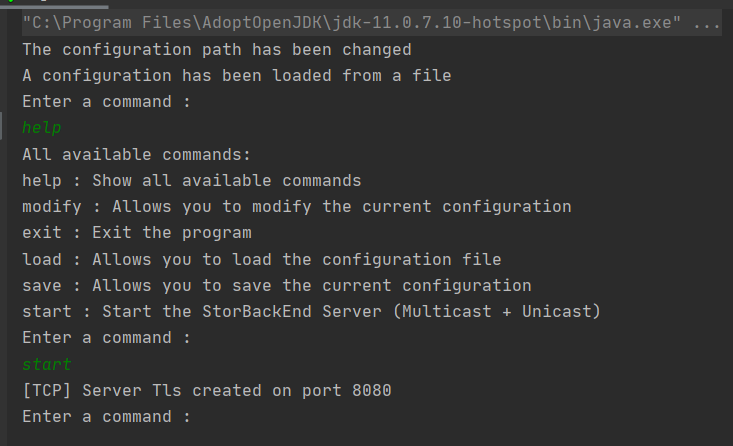 "C:\Program Files\AdoptOpenJDK\jdk-11.0.7.10-hotspot\bin\java.exe" ...
The configuration path has been changed
A configuration has been loaded from a file
Enter a command :
help
All available commands:
help : Show all available commands
modify : Allows you to modify the current configuration
exit : Exit the program
load : Allows you to load the configuration file
save : Allows you to save the current configuration
start : Start the StorBackEnd Server (Multicast + Unicast)
Enter a command :
start
[TCP] Server Tls created on port 8080
Enter a command :